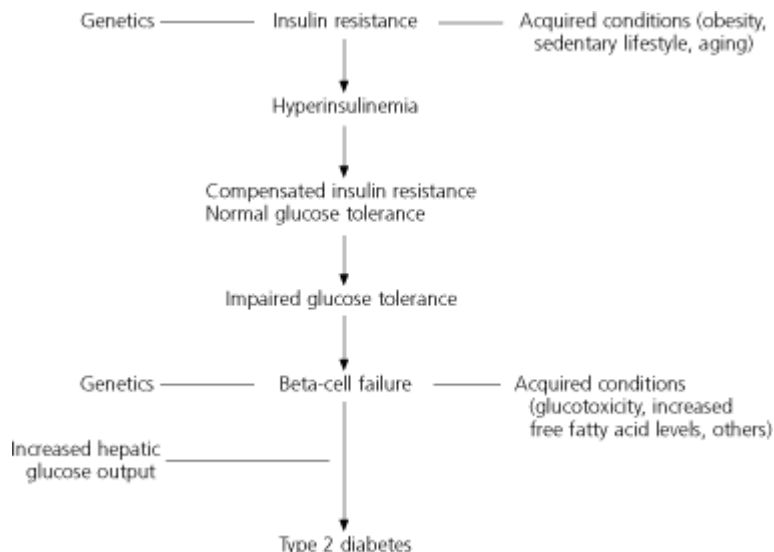 Genetics
Insulin resistance
Acquired conditions (obesity,
sedentary lifestyle, aging)
Hyperinsulinemia
Compensated insulin resistance
Normal glucose tolerance
Impaired glucose tolerance
Genetics
Beta-cell failure
Acquired conditions
(glucotoxicity, increased
free fatty acid levels, others)
Increased hepatic
glucose output
Type 2 diabetes